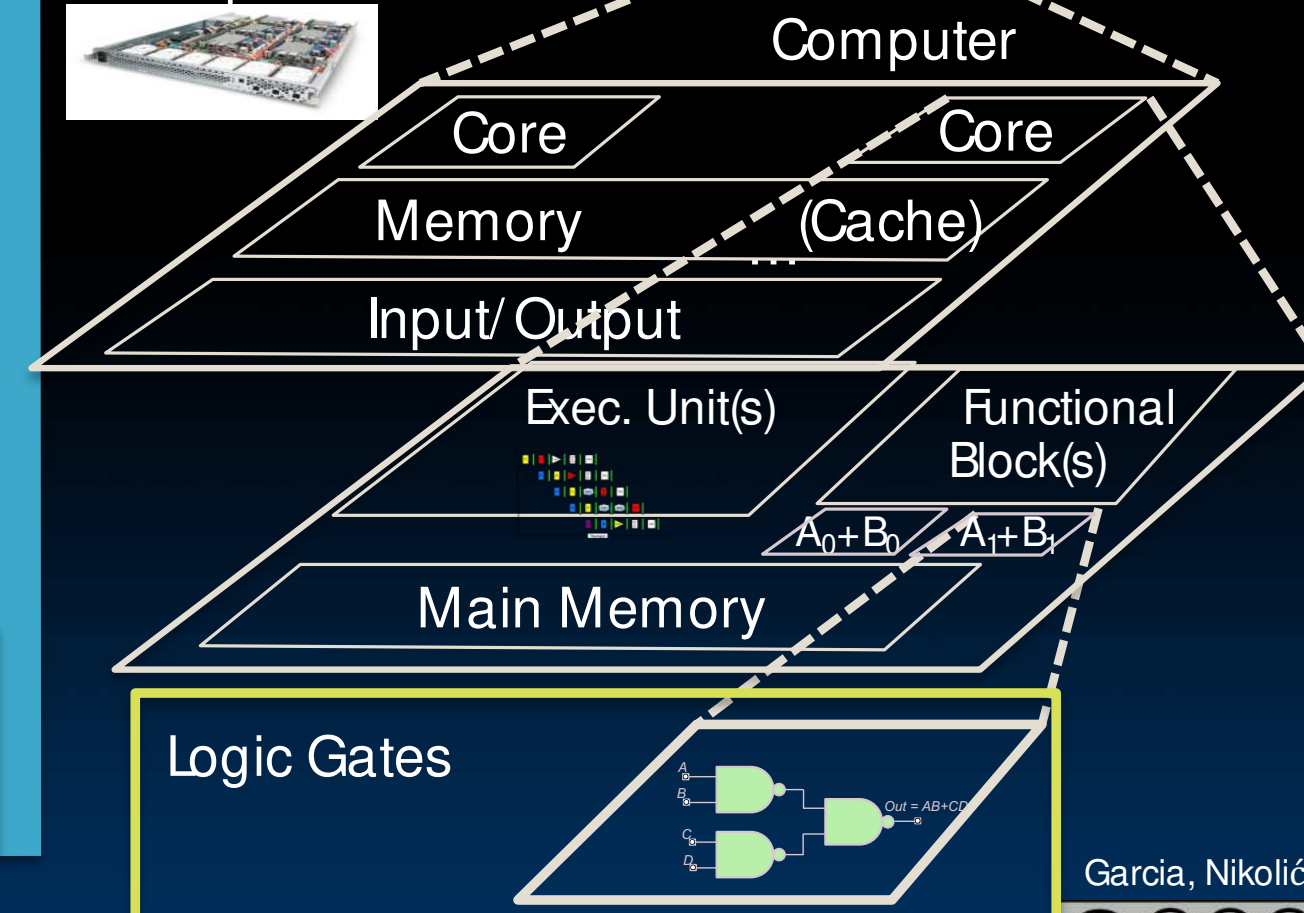 Computer
Core Core
Memory (Cache)
...
Input/Output
Exec. Unit(s)
Functional
Block(s)
A₀+B₀ A₁+B₁
Main Memory
Logic Gates
A
B
Out = AB+CD
C
D
Garcia, Nikolić